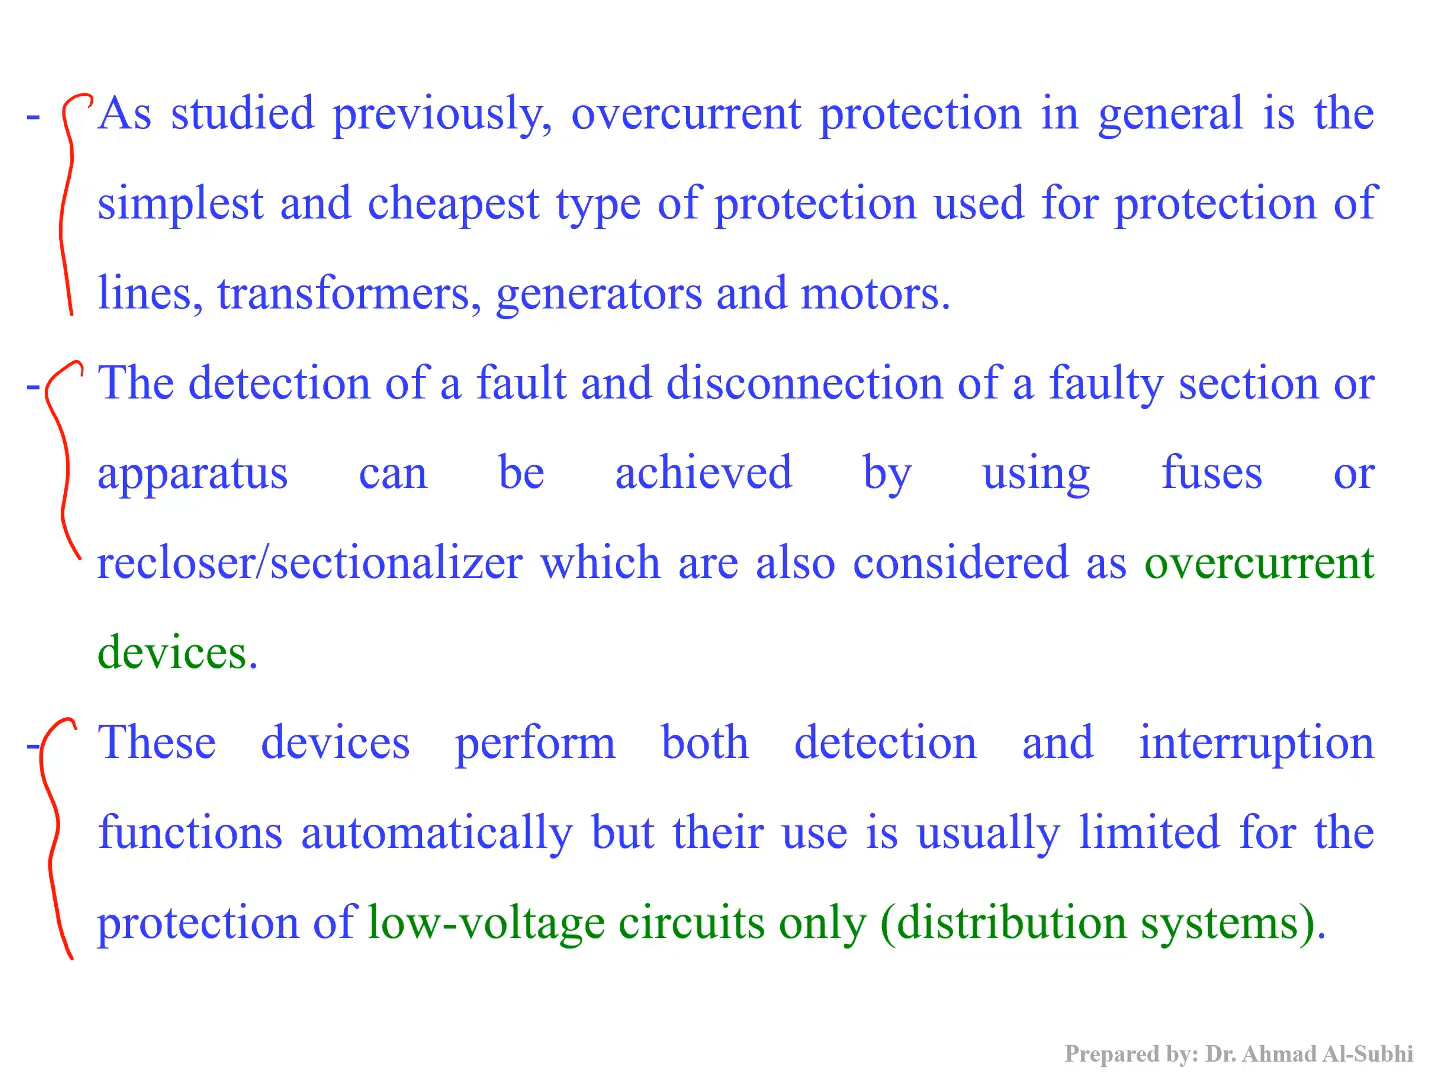 - As studied previously, overcurrent protection in general is the
simplest and cheapest type of protection used for protection of
lines, transformers, generators and motors.
- The detection of a fault and disconnection of a faulty section or
apparatus can be achieved by using fuses or
recloser/sectionalizer which are also considered as overcurrent
devices.
- These devices perform both detection and interruption
functions automatically but their use is usually limited for the
protection of low-voltage circuits only (distribution systems).
Prepared by: Dr. Ahmad Al-Subhi